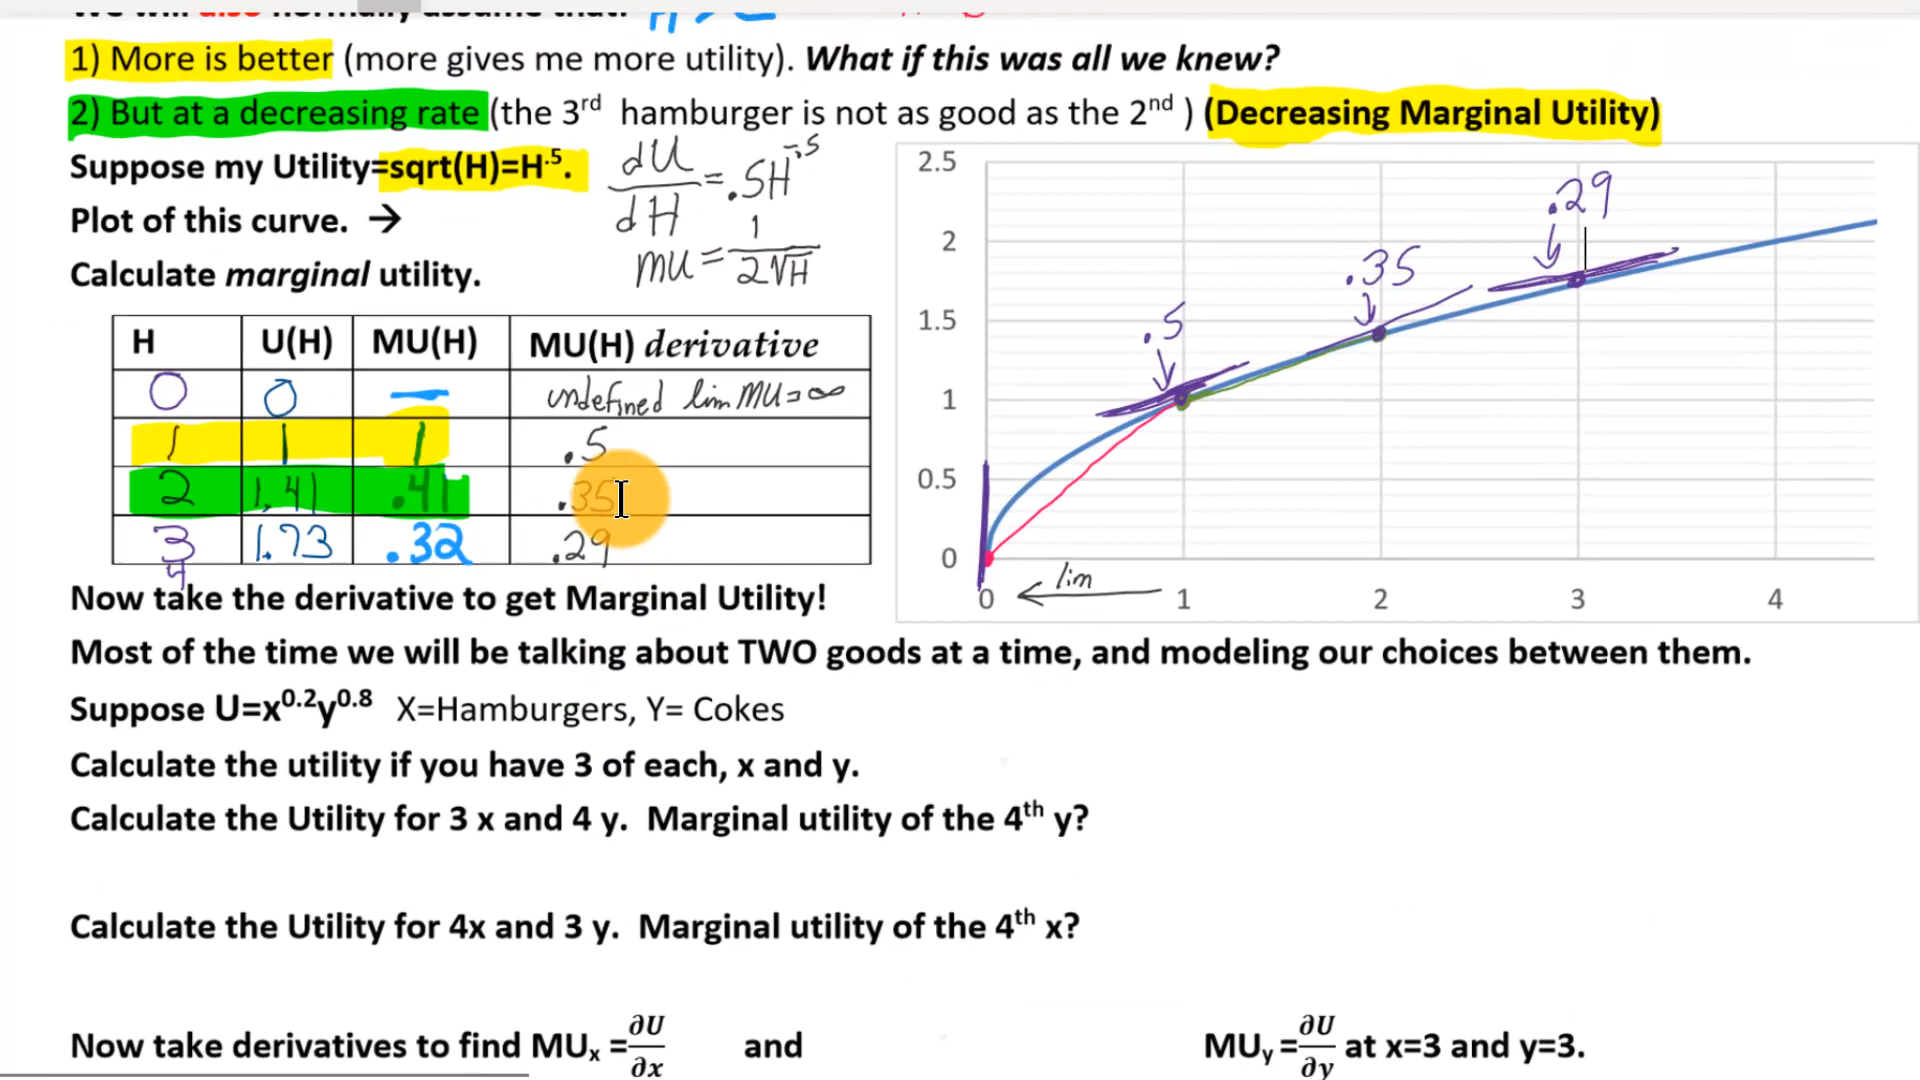 We will also normally assume that: H > C
1) More is better (more gives me more utility). What if this was all we knew?
2) But at a decreasing rate (the 3rd hamburger is not as good as the 2nd ) (Decreasing Marginal Utility)
Suppose my Utility=sqrt(H)=H.5.
dU/dH = .5H^-.5
Plot of this curve. →
Calculate marginal utility.
MU = 1/2√H
H U(H) MU(H) MU(H) derivative
0 0 — undefined lim MU=∞
1 1 1 .5
2 1.41 .41 .35
3 1.73 .32 .29
4
2.5
2
1.5
1
0.5
0
.5 .35 .29
lim
0 1 2 3 4
Now take the derivative to get Marginal Utility!
Most of the time we will be talking about TWO goods at a time, and modeling our choices between them.
Suppose U=x0.2y0.8 X=Hamburgers, Y= Cokes
Calculate the utility if you have 3 of each, x and y.
Calculate the Utility for 3 x and 4 y. Marginal utility of the 4th y?
Calculate the Utility for 4x and 3 y. Marginal utility of the 4th x?
Now take derivatives to find MUx =∂U/∂x and MUy =∂U/∂y at x=3 and y=3.